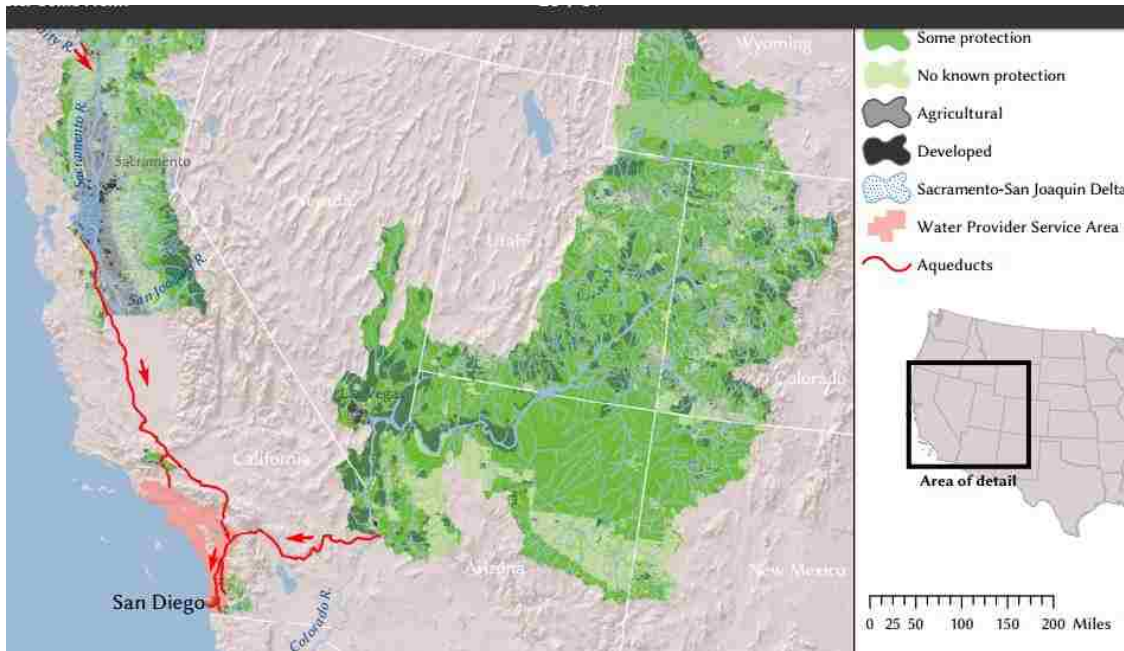 Wyoming
Sacramento R.
Sacramento
Nevada
Utah
San Joaquin R.
Las Vegas
Colorado
California
Arizona
New Mexico
San Diego
Colorado R.
Some protection
No known protection
Agricultural
Developed
Sacramento-San Joaquin Delta
Water Provider Service Area
Aqueducts
Area of detail
0 25 50 100 150 200 Miles